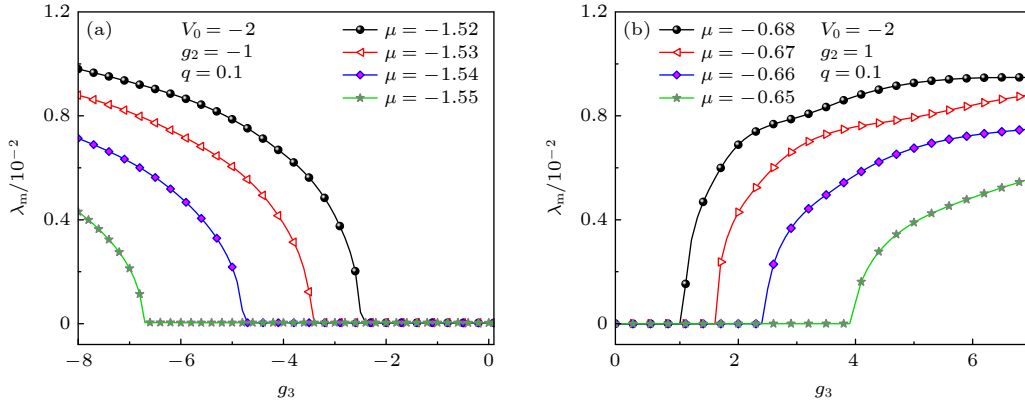 (a)
V₀ = −2
g₂ = −1
q = 0.1
μ = −1.52
μ = −1.53
μ = −1.54
μ = −1.55
1.2
0.8
0.4
0
λₘ/10⁻²
−8
−6
−4
−2
0
g₃
(b)
μ = −0.68
μ = −0.67
μ = −0.66
μ = −0.65
V₀ = −2
g₂ = 1
q = 0.1
1.2
0.8
0.4
0
λₘ/10⁻²
0
2
4
6
g₃